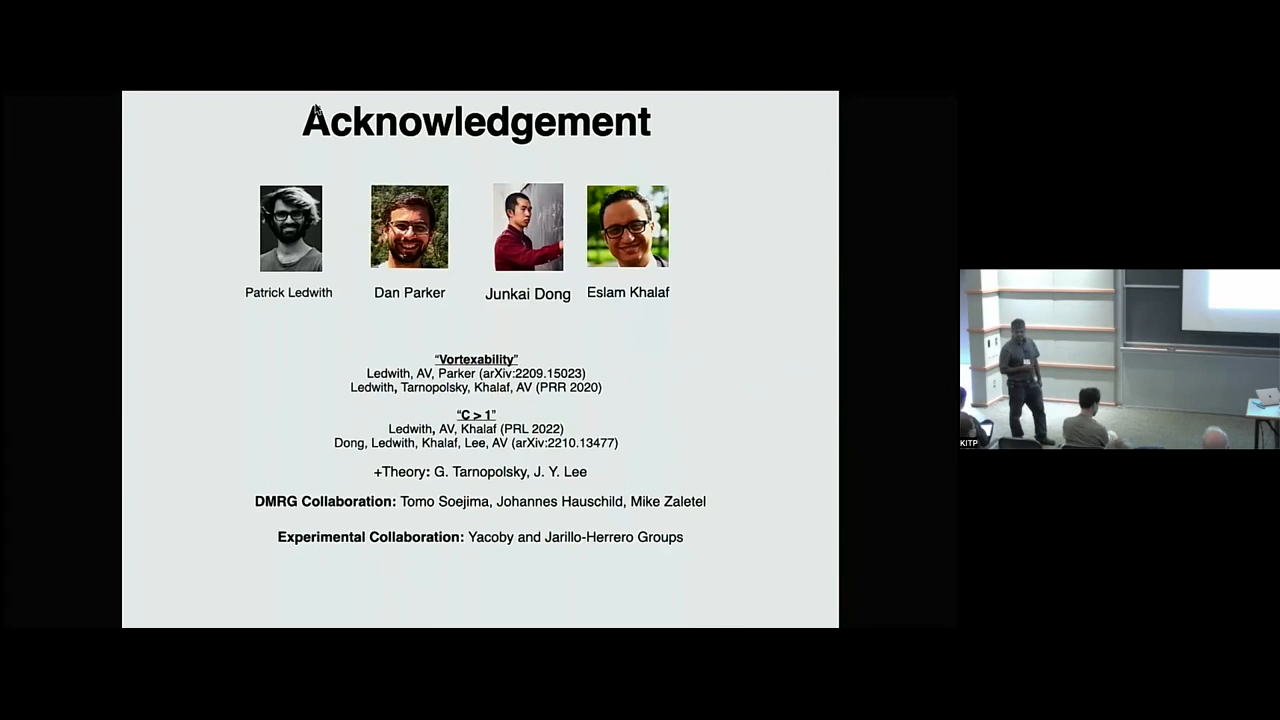 Acknowledgement
Patrick Ledwith
Dan Parker
Junkai Dong
Eslam Khalaf
“Vortexability”
Ledwith, AV, Parker (arXiv:2209.15023)
Ledwith, Tarnopolsky, Khalaf, AV (PRR 2020)
“C > 1”
Ledwith, AV, Khalaf (PRL 2022)
Dong, Ledwith, Khalaf, Lee, AV (arXiv:2210.13477)
+Theory: G. Tarnopolsky, J. Y. Lee
DMRG Collaboration: Tomo Soejima, Johannes Hauschild, Mike Zaletel
Experimental Collaboration: Yacoby and Jarillo-Herrero Groups
KITP